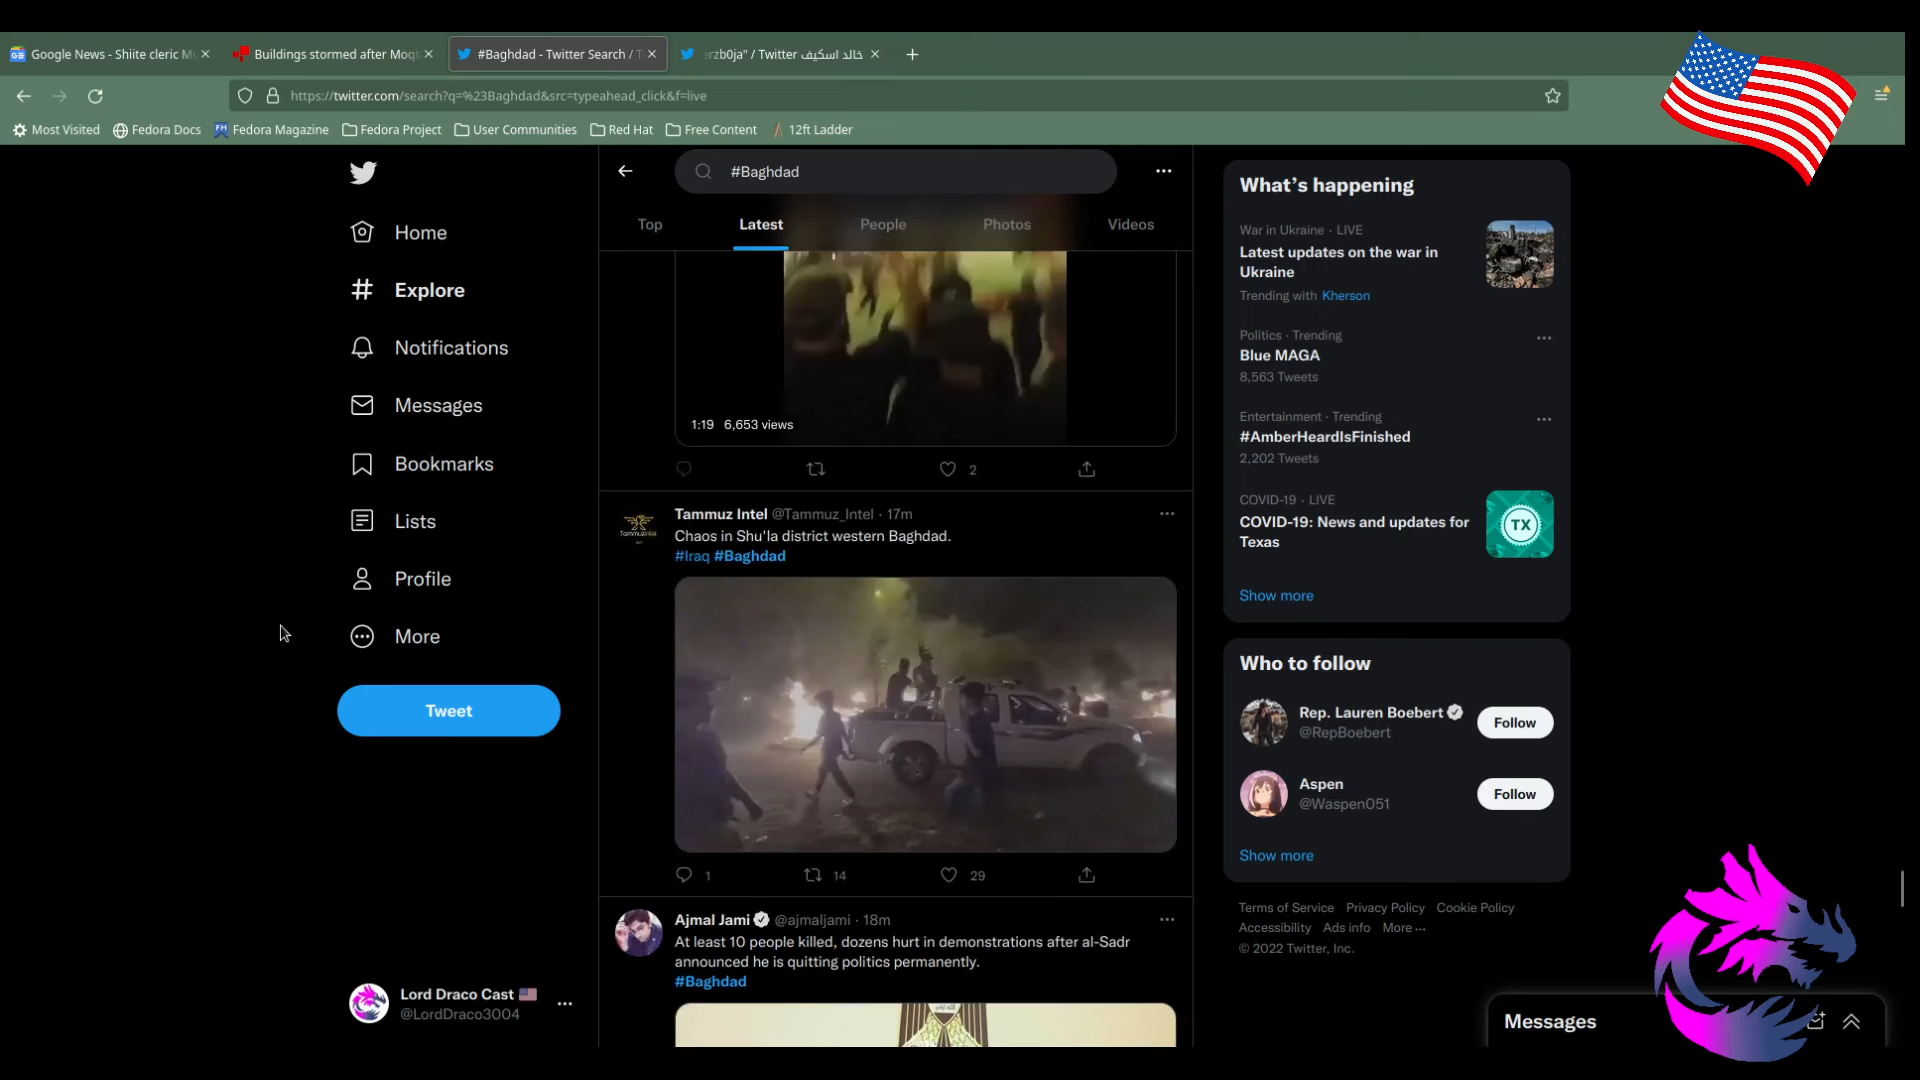 Google News - Shiite cleric M
Buildings stormed after Moqt
#Baghdad - Twitter Search / T
خالد اسكيف erzb0ja" / Twitter
https://twitter.com/search?q=%23Baghdad&src=typeahead_click&f=live
Most Visited
Fedora Docs
Fedora Magazine
Fedora Project
User Communities
Red Hat
Free Content
12ft Ladder
Home
Explore
Notifications
Messages
Bookmarks
Lists
Profile
More
Tweet
Lord Draco Cast
@LordDraco3004
#Baghdad
Top
Latest
People
Photos
Videos
1:19 6,653 views
2
Tammuz Intel @Tammuz_Intel · 17m
Chaos in Shu'la district western Baghdad.
#Iraq #Baghdad
1
14
29
Ajmal Jami @ajmaljami · 18m
At least 10 people killed, dozens hurt in demonstrations after al-Sadr
announced he is quitting politics permanently.
#Baghdad
What's happening
War in Ukraine · LIVE
Latest updates on the war in
Ukraine
Trending with Kherson
Politics · Trending
Blue MAGA
8,563 Tweets
Entertainment · Trending
#AmberHeardIsFinished
2,202 Tweets
COVID-19 · LIVE
COVID-19: News and updates for
Texas
TX
Show more
Who to follow
Rep. Lauren Boebert
@RepBoebert
Follow
Aspen
@Waspen051
Follow
Show more
Terms of Service Privacy Policy Cookie Policy
Accessibility Ads info More ···
© 2022 Twitter, Inc.
Messages